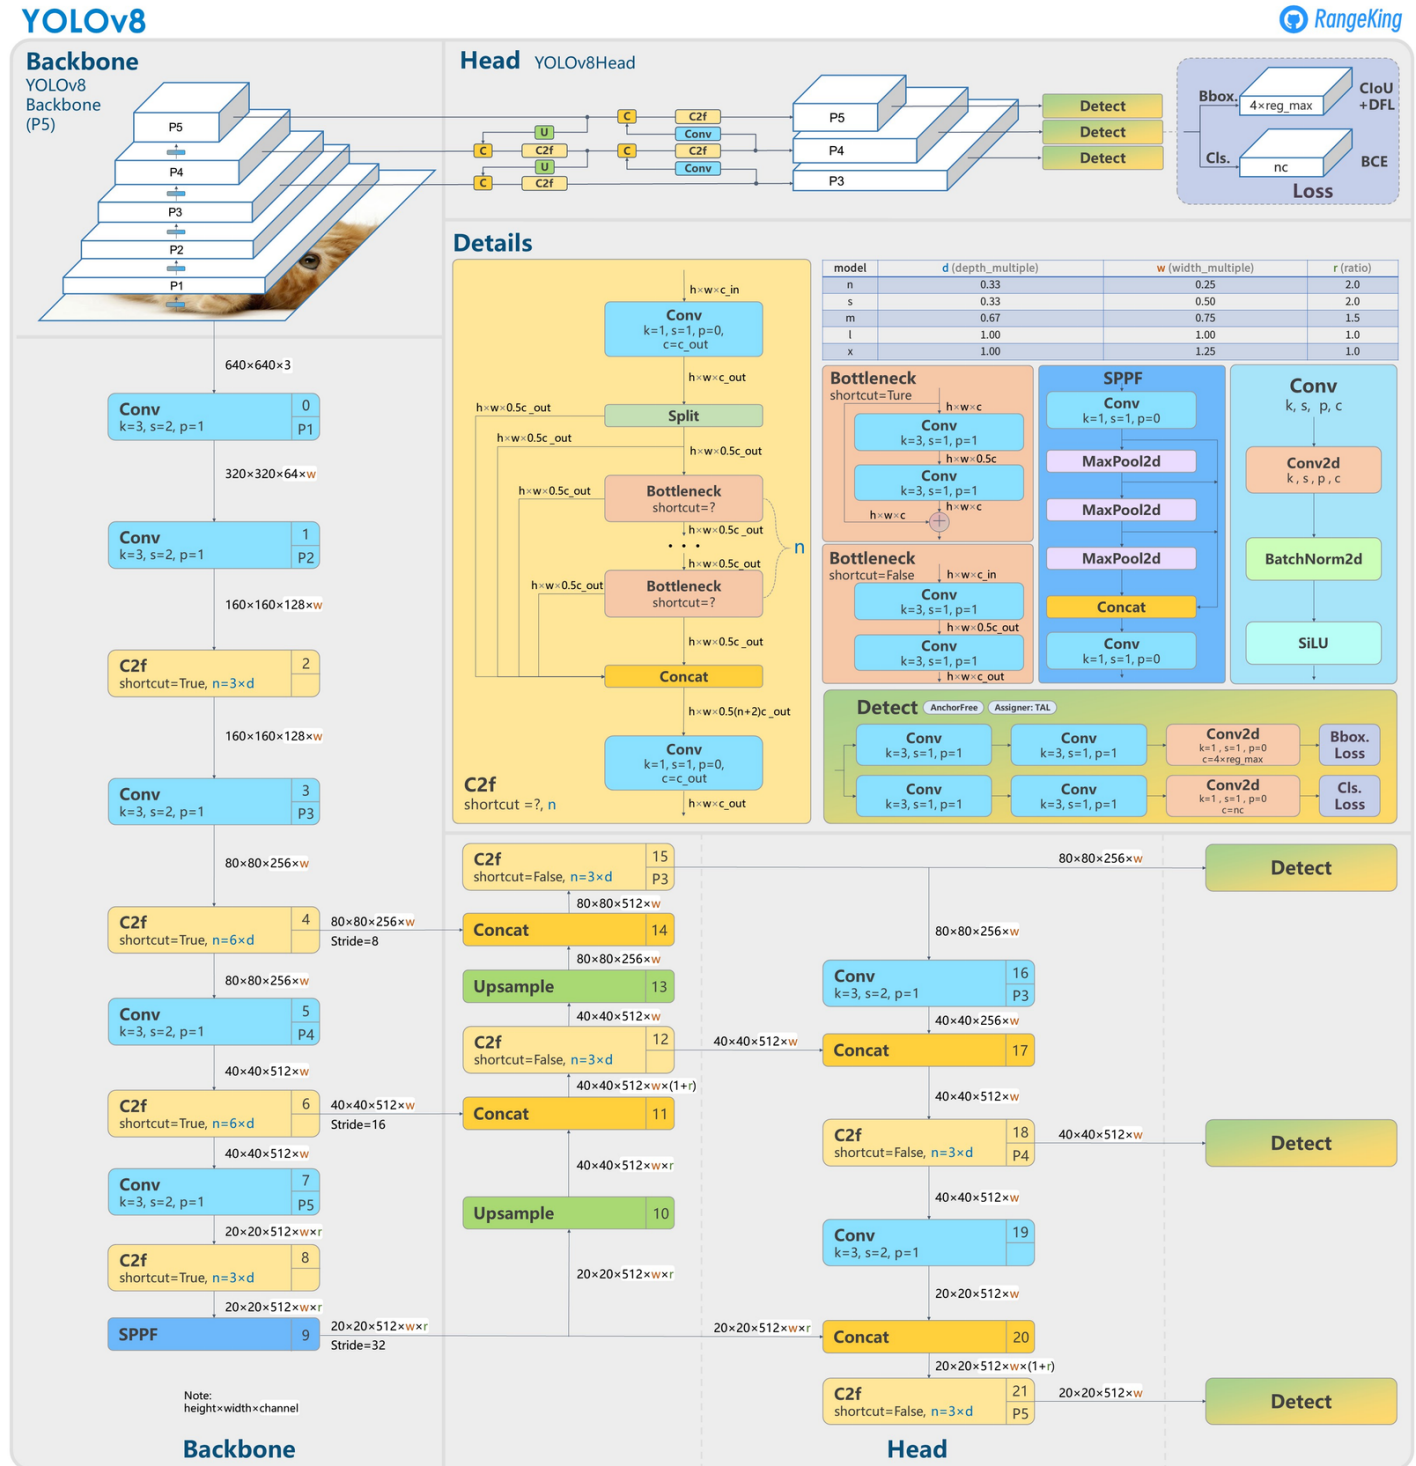 YOLOv8
RangeKing
Backbone
YOLOv8
Backbone
(P5)
P5
P4
P3
P2
P1
Head YOLOv8Head
C
C2f
U
Conv
C
C2f
C
C2f
U
Conv
C
C2f
P5
P4
P3
Detect
Detect
Detect
Bbox.
4×reg_max
CIoU
+DFL
Cls.
nc
BCE
Loss
Details
h×w×c_in
Conv
k=1, s=1, p=0,
c=c_out
h×w×c_out
h×w×0.5c_out
Split
h×w×0.5c_out
h×w×0.5c_out
h×w×0.5c_out
Bottleneck
shortcut=?
h×w×0.5c_out
• • •
n
h×w×0.5c_out
h×w×0.5c_out
Bottleneck
shortcut=?
h×w×0.5c_out
Concat
h×w×0.5(n+2)c_out
Conv
k=1, s=1, p=0,
c=c_out
C2f
shortcut =?, n
h×w×c_out
model d (depth_multiple) w (width_multiple) r (ratio)
n 0.33 0.25 2.0
s 0.33 0.50 2.0
m 0.67 0.75 1.5
l 1.00 1.00 1.0
x 1.00 1.25 1.0
Bottleneck
shortcut=Ture
h×w×c
Conv
k=3, s=1, p=1
h×w×0.5c
Conv
k=3, s=1, p=1
h×w×c
h×w×c
+
Bottleneck
shortcut=False
h×w×c_in
Conv
k=3, s=1, p=1
h×w×0.5c_out
Conv
k=3, s=1, p=1
h×w×c_out
SPPF
Conv
k=1, s=1, p=0
MaxPool2d
MaxPool2d
MaxPool2d
Concat
Conv
k=1, s=1, p=0
Conv
k, s, p, c
Conv2d
k , s , p , c
BatchNorm2d
SiLU
Detect AnchorFree Assigner: TAL
Conv
k=3, s=1, p=1
Conv
k=3, s=1, p=1
Conv2d
k=1 , s=1 , p=0
c=4×reg_max
Bbox.
Loss
Conv
k=3, s=1, p=1
Conv
k=3, s=1, p=1
Conv2d
k=1 , s=1 , p=0
c=nc
Cls.
Loss
640×640×3
Conv
k=3, s=2, p=1
0
P1
320×320×64×w
Conv
k=3, s=2, p=1
1
P2
160×160×128×w
C2f
shortcut=True, n=3×d
2
160×160×128×w
Conv
k=3, s=2, p=1
3
P3
80×80×256×w
C2f
shortcut=True, n=6×d
4
80×80×256×w
Stride=8
80×80×256×w
Conv
k=3, s=2, p=1
5
P4
40×40×512×w
C2f
shortcut=True, n=6×d
6
40×40×512×w
Stride=16
40×40×512×w
Conv
k=3, s=2, p=1
7
P5
20×20×512×w×r
C2f
shortcut=True, n=3×d
8
20×20×512×w×r
SPPF
9
20×20×512×w×r
Stride=32
Note:
height×width×channel
Backbone
C2f
shortcut=False, n=3×d
15
P3
80×80×512×w
Concat
14
80×80×256×w
Upsample
13
40×40×512×w
C2f
shortcut=False, n=3×d
12
40×40×512×w×(1+r)
Concat
11
40×40×512×w×r
Upsample
10
20×20×512×w×r
80×80×256×w
Detect
80×80×256×w
Conv
k=3, s=2, p=1
16
P3
40×40×256×w
40×40×512×w
Concat
17
40×40×512×w
C2f
shortcut=False, n=3×d
18
P4
40×40×512×w
Detect
40×40×512×w
Conv
k=3, s=2, p=1
19
20×20×512×w
20×20×512×w×r
Concat
20
20×20×512×w×(1+r)
C2f
shortcut=False, n=3×d
21
P5
20×20×512×w
Detect
Head